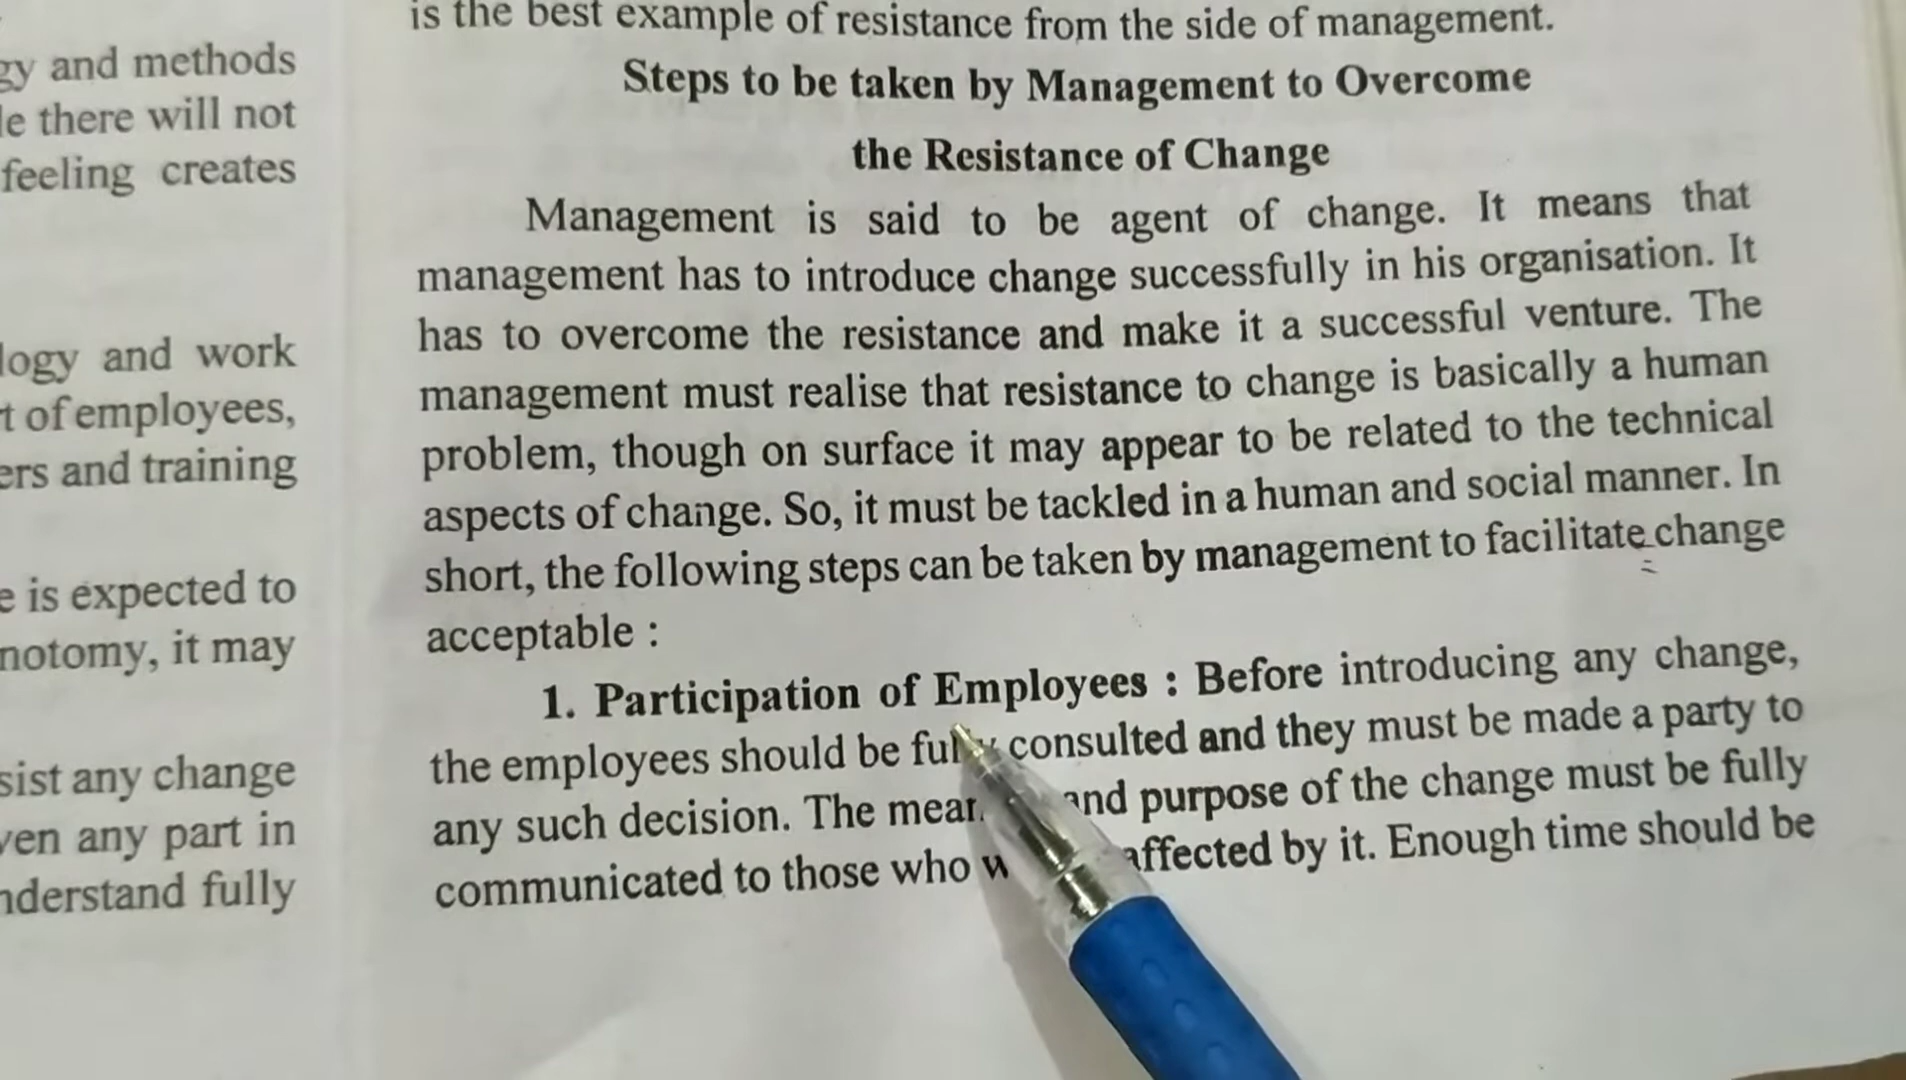 gy and methods
le there will not
feeling creates
logy and work
t of employees,
ers and training
e is expected to
notomy, it may
sist any change
ven any part in
nderstand fully
is the best example of resistance from the side of management.
Steps to be taken by Management to Overcome
the Resistance of Change
Management is said to be agent of change. It means that
management has to introduce change successfully in his organisation. It
has to overcome the resistance and make it a successful venture. The
management must realise that resistance to change is basically a human
problem, though on surface it may appear to be related to the technical
aspects of change. So, it must be tackled in a human and social manner. In
short, the following steps can be taken by management to facilitate change
acceptable :
1. Participation of Employees : Before introducing any change,
the employees should be fully consulted and they must be made a party to
any such decision. The and purpose of the change must be fully
communicated to those who affected by it. Enough time should be